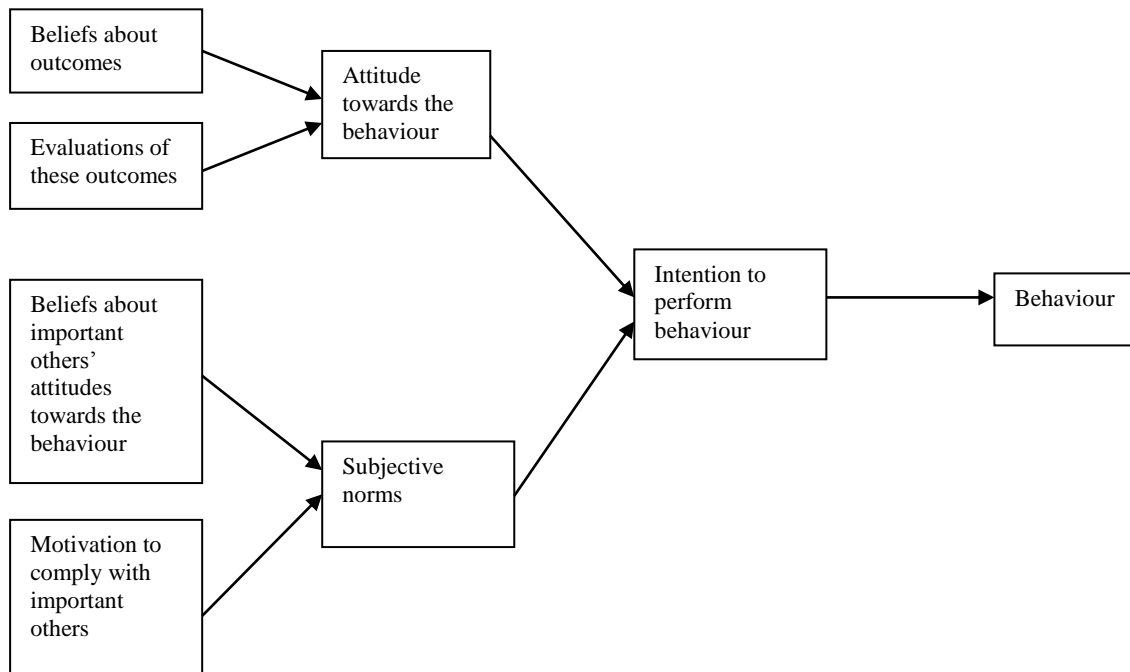 Beliefs about
outcomes
Evaluations of
these outcomes
Attitude
towards the
behaviour
Beliefs about
important
others’
attitudes
towards the
behaviour
Motivation to
comply with
important
others
Subjective
norms
Intention to
perform
behaviour
Behaviour